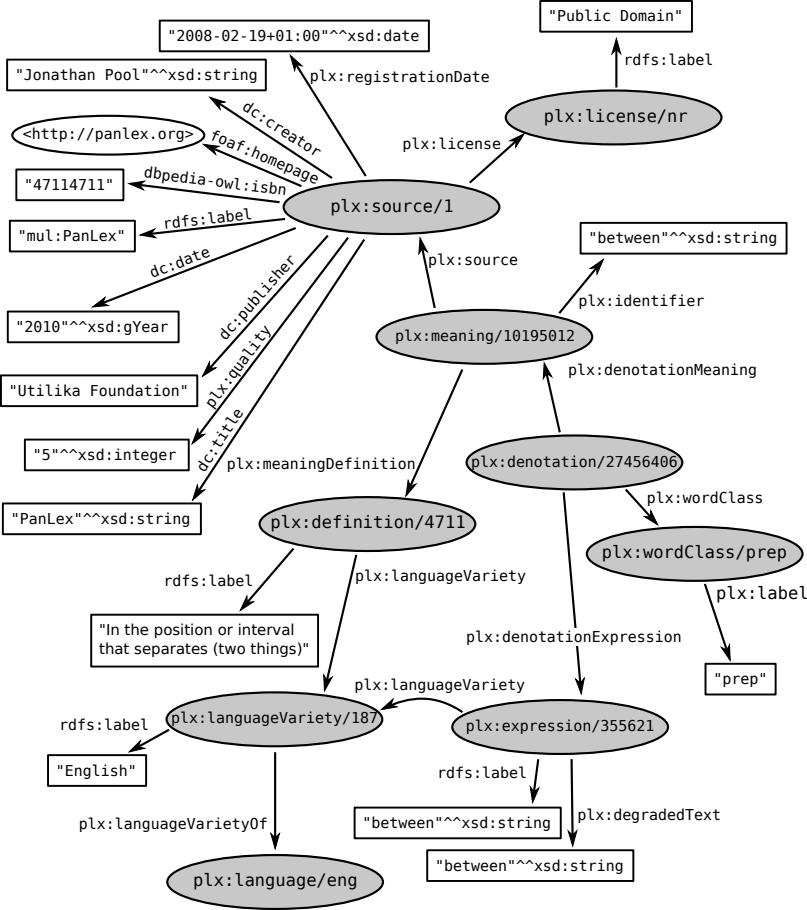 "Public Domain"
"2008-02-19+01:00"^^xsd:date
rdfs:label
"Jonathan Pool"^^xsd:string
plx:registrationDate
dc:creator
plx:license/nr
<http://panlex.org>
foaf:homepage
plx:license
dbpedia-owl:isbn
"47114711"
plx:source/1
rdfs:label
"mul:PanLex"
"between"^^xsd:string
dc:date
plx:source
plx:identifier
dc:publisher
"2010"^^xsd:gYear
plx:meaning/10195012
plx:quality
plx:denotationMeaning
"Utilika Foundation"
dc:title
"5"^^xsd:integer
plx:meaningDefinition
plx:denotation/27456406
plx:wordClass
"PanLex"^^xsd:string
plx:definition/4711
plx:wordClass/prep
rdfs:label
plx:languageVariety
plx:label
"In the position or interval
that separates (two things)"
plx:denotationExpression
"prep"
plx:languageVariety
plx:languageVariety/187
rdfs:label
plx:expression/355621
"English"
rdfs:label
plx:languageVarietyOf
"between"^^xsd:string
plx:degradedText
"between"^^xsd:string
plx:language/eng